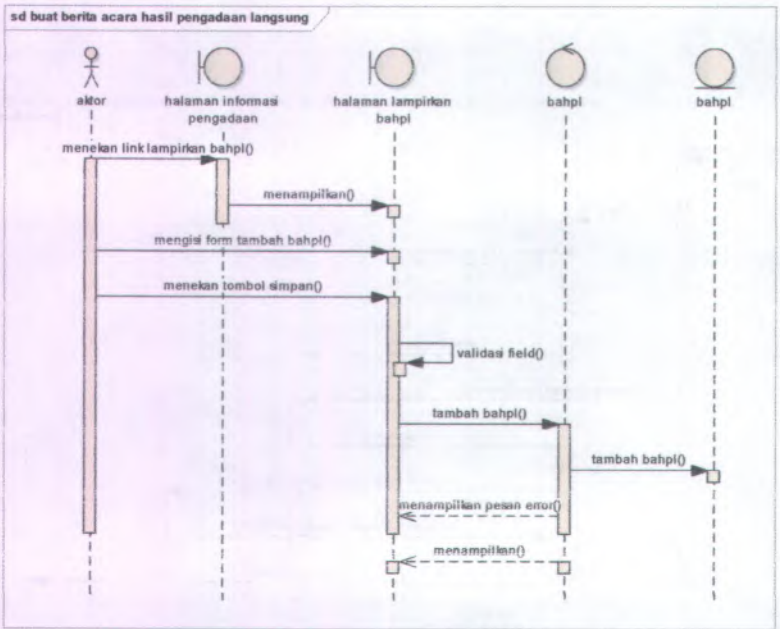 sd buat berita acara hasil pengadaan langsung
aktor
halaman informasi
pengadaan
halaman lampirkan
bahpl
bahpl
bahpl
menekan link lampirkan bahpl()
menampilkan()
mengisi form tambah bahpl()
menekan tombol simpan()
validasi field()
tambah bahpl()
tambah bahpl()
menampilkan pesan error()
menampilkan()